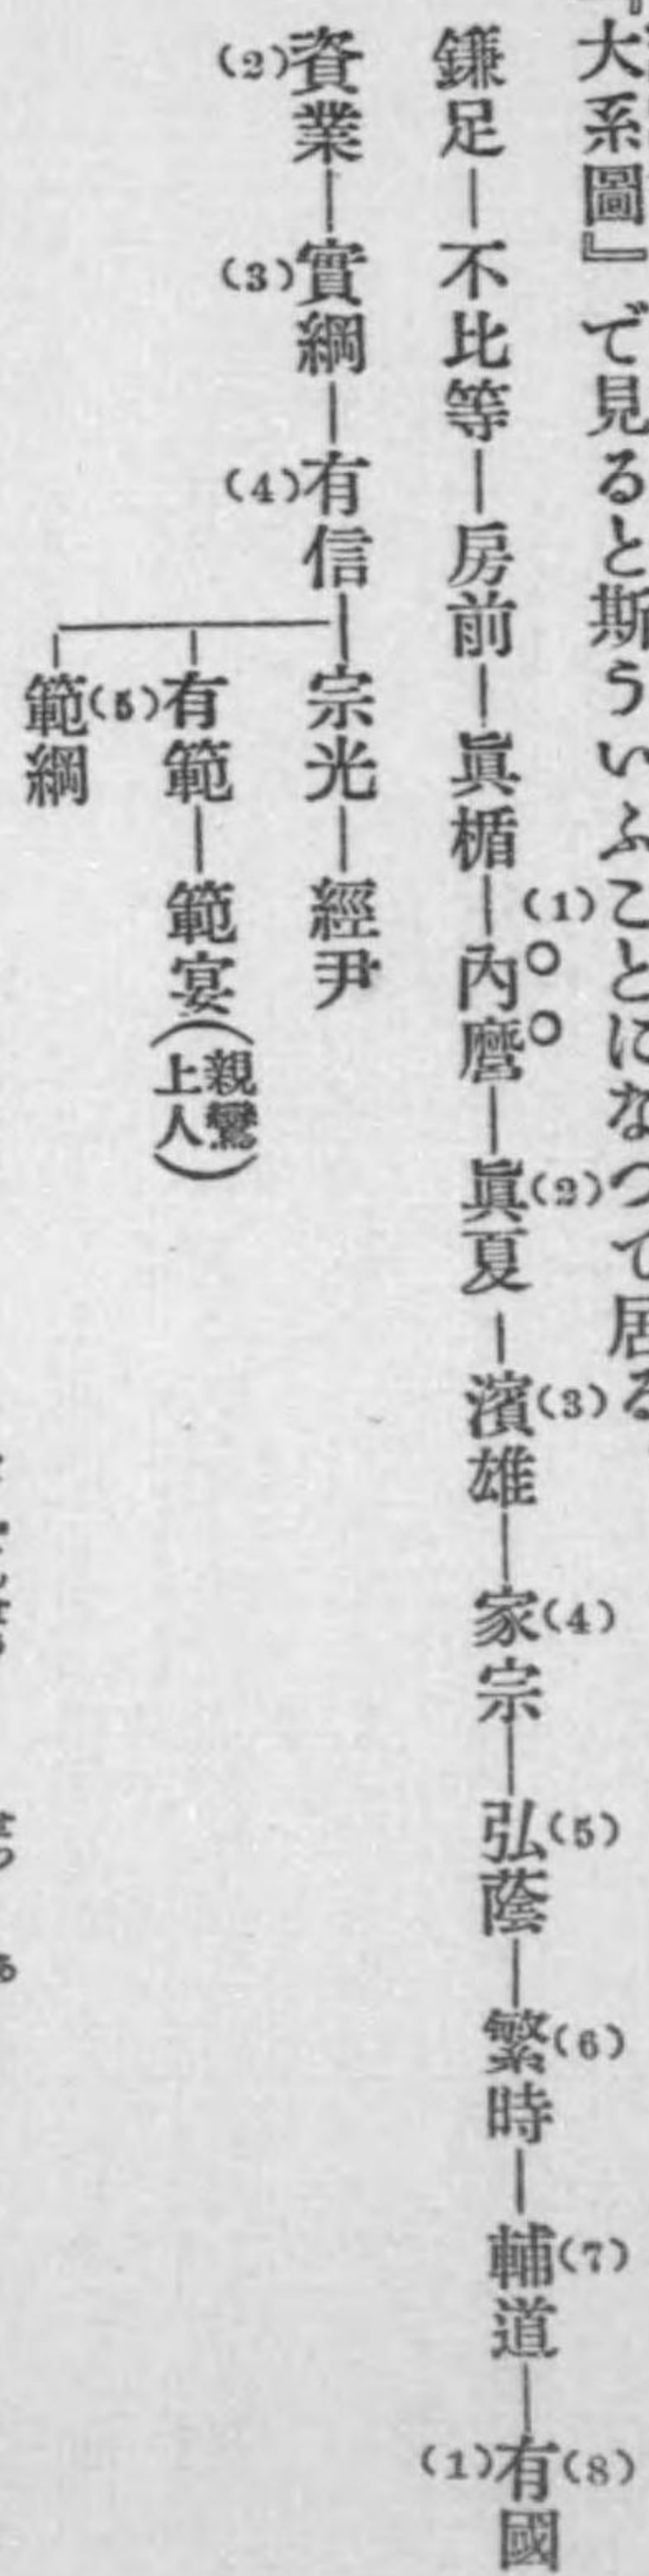 大系圖』で見ると斯ういふことになつて居る
鎌足―不比等―房前―眞楯―內麿(1)―眞夏(2)―濱雄(3)―家宗(4)―弘蔭(5)―繁時(6)―輔道(7)―有國(8)(1)
資業(2)―實綱(3)―有信(4)―宗光―經尹
有範(5)―範宴(親鸞上人)
範綱